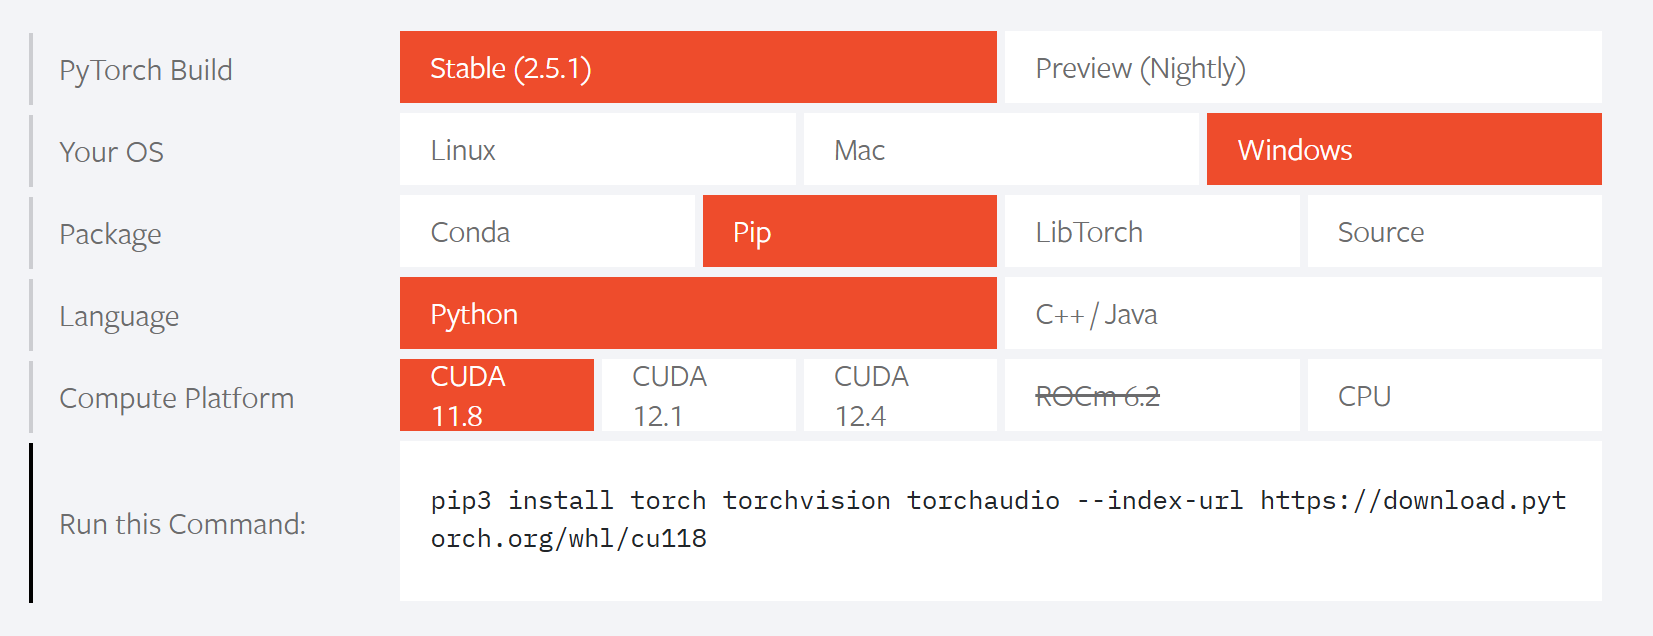 PyTorch Build
Stable (2.5.1)
Preview (Nightly)
Your OS
Linux
Mac
Windows
Package
Conda
Pip
LibTorch
Source
Language
Python
C++ / Java
Compute Platform
CUDA
11.8
CUDA
12.1
CUDA
12.4
ROCm 6.2
CPU
Run this Command:
pip3 install torch torchvision torchaudio --index-url https://download.pyt
orch.org/whl/cu118